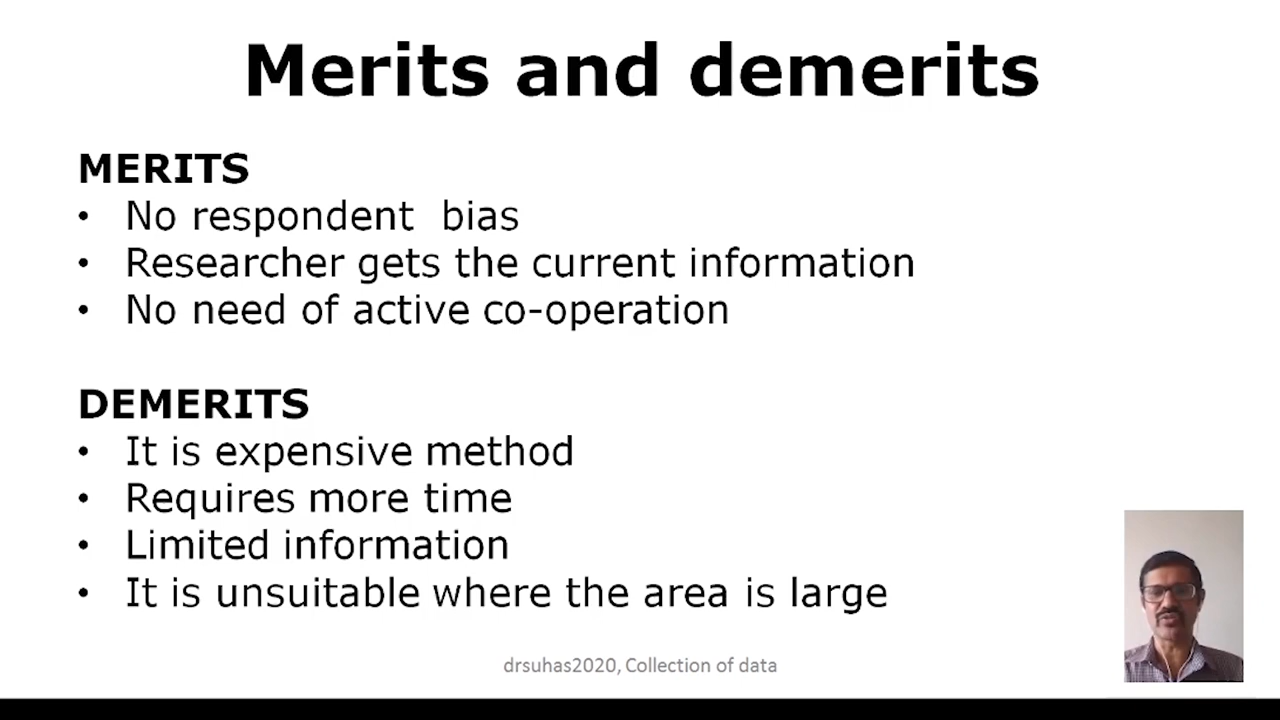 Merits and demerits
MERITS
• No respondent bias
• Researcher gets the current information
• No need of active co-operation
DEMERITS
• It is expensive method
• Requires more time
• Limited information
• It is unsuitable where the area is large
drsuhas2020, Collection of data